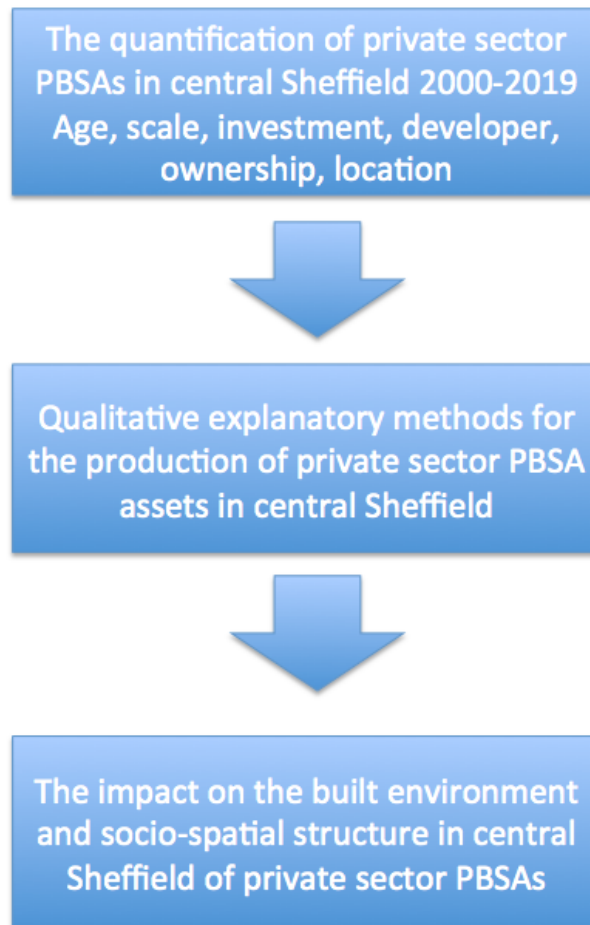 The quantification of private sector
PBSAs in central Sheffield 2000-2019
Age, scale, investment, developer,
ownership, location
Qualitative explanatory methods for
the production of private sector PBSA
assets in central Sheffield
The impact on the built environment
and socio-spatial structure in central
Sheffield of private sector PBSAs